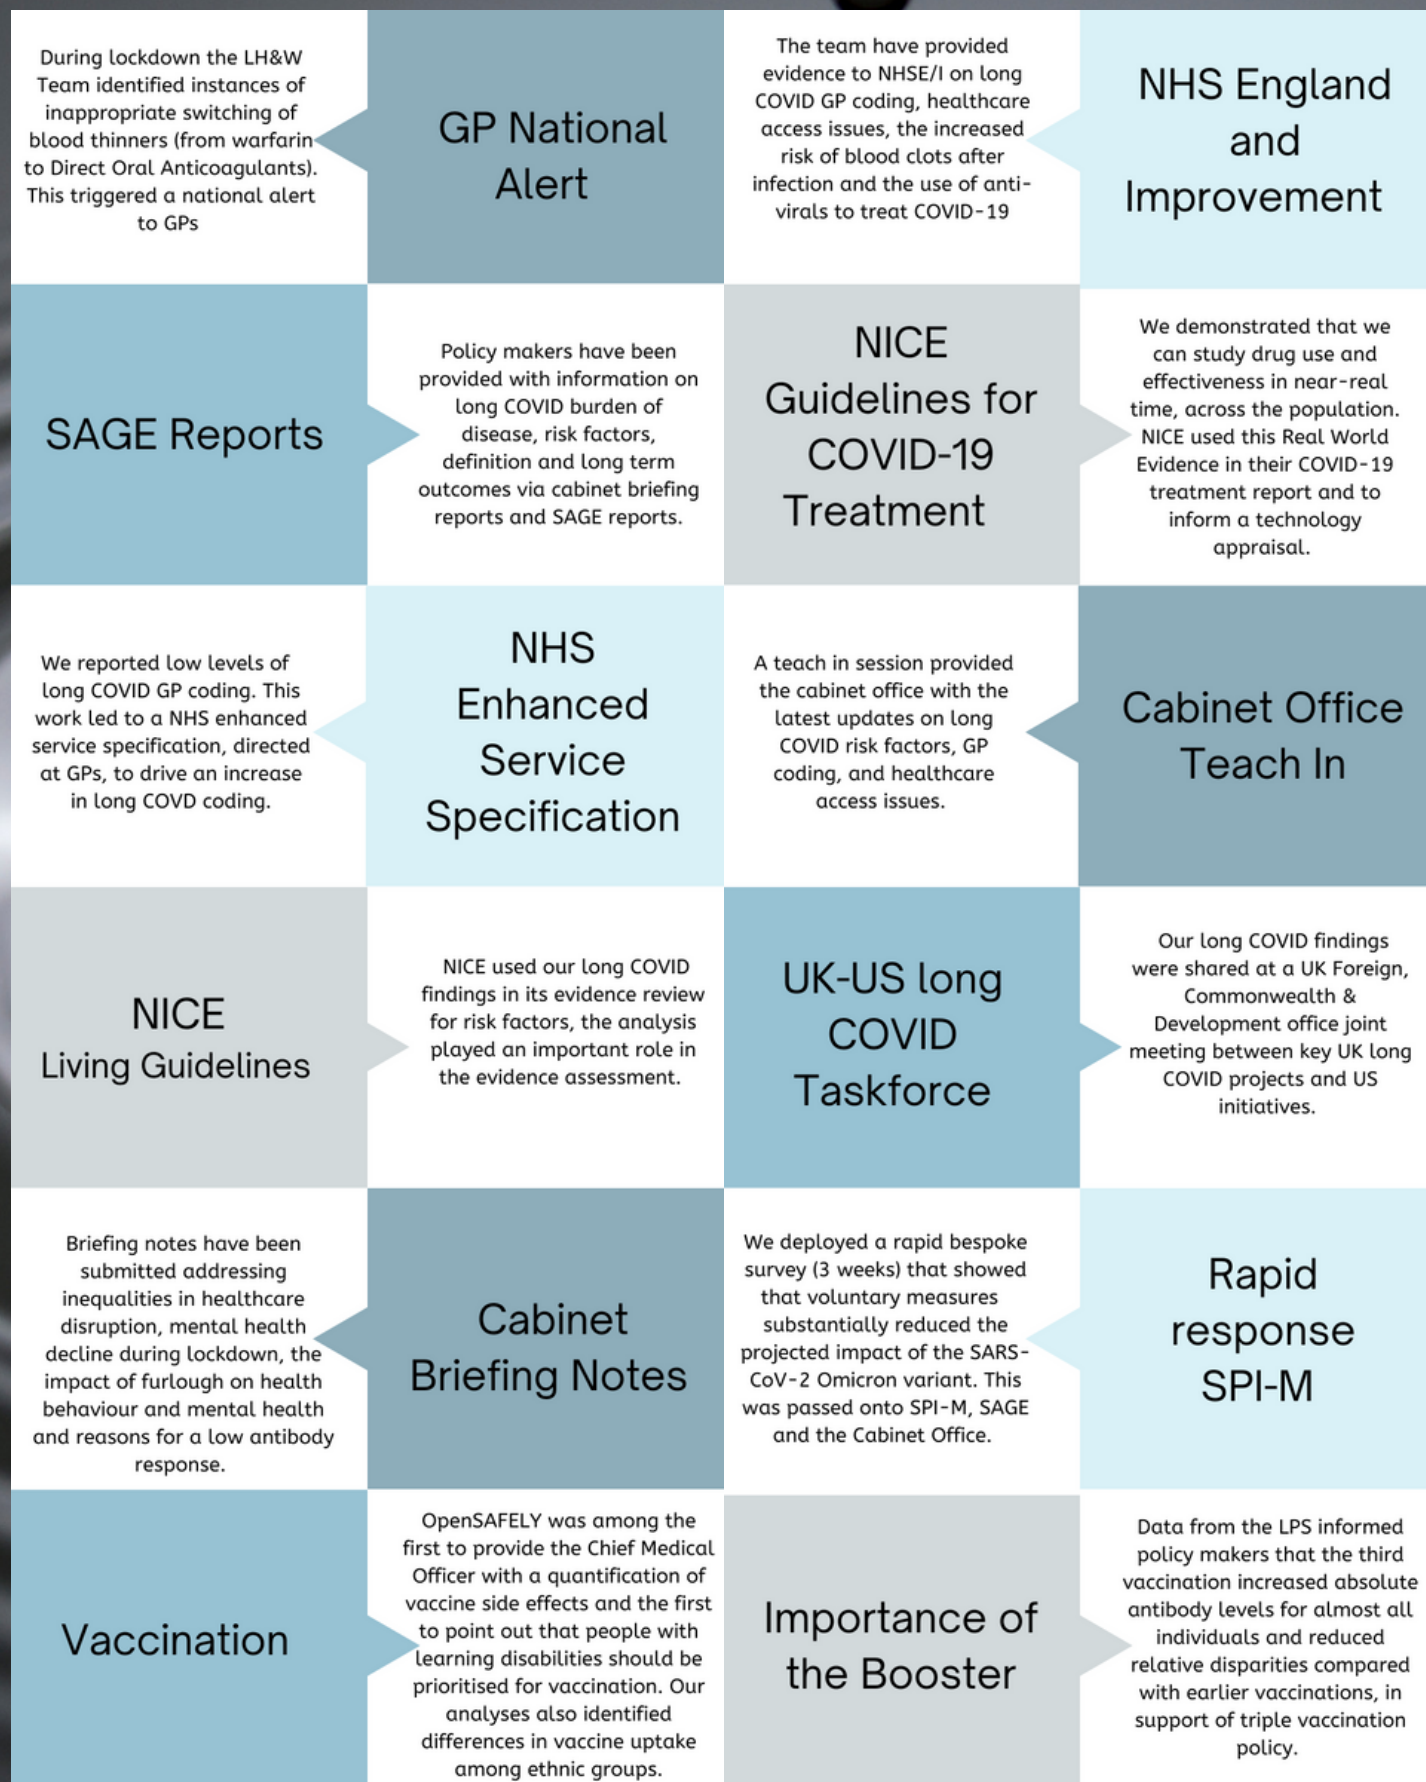 During lockdown the LH&W
Team identified instances of
inappropriate switching of
blood thinners (from warfarin
to Direct Oral Anticoagulants).
This triggered a national alert
to GPs
GP National
Alert
The team have provided
evidence to NHSE/I on long
COVID GP coding, healthcare
access issues, the increased
risk of blood clots after
infection and the use of anti-
virals to treat COVID-19
NHS England
and
Improvement
SAGE Reports
Policy makers have been
provided with information on
long COVID burden of
disease, risk factors,
definition and long term
outcomes via cabinet briefing
reports and SAGE reports.
NICE
Guidelines for
COVID-19
Treatment
We demonstrated that we
can study drug use and
effectiveness in near-real
time, across the population.
NICE used this Real World
Evidence in their COVID-19
treatment report and to
inform a technology
appraisal.
We reported low levels of
long COVID GP coding. This
work led to a NHS enhanced
service specification, directed
at GPs, to drive an increase
in long COVD coding.
NHS
Enhanced
Service
Specification
A teach in session provided
the cabinet office with the
latest updates on long
COVID risk factors, GP
coding, and healthcare
access issues.
Cabinet Office
Teach In
NICE
Living Guidelines
NICE used our long COVID
findings in its evidence review
for risk factors, the analysis
played an important role in
the evidence assessment.
UK-US long
COVID
Taskforce
Our long COVID findings
were shared at a UK Foreign,
Commonwealth &
Development office joint
meeting between key UK long
COVID projects and US
initiatives.
Briefing notes have been
submitted addressing
inequalities in healthcare
disruption, mental health
decline during lockdown, the
impact of furlough on health
behaviour and mental health
and reasons for a low antibody
response.
Cabinet
Briefing Notes
We deployed a rapid bespoke
survey (3 weeks) that showed
that voluntary measures
substantially reduced the
projected impact of the SARS-
CoV-2 Omicron variant. This
was passed onto SPI-M, SAGE
and the Cabinet Office.
Rapid
response
SPI-M
Vaccination
OpenSAFELY was among the
first to provide the Chief Medical
Officer with a quantification of
vaccine side effects and the first
to point out that people with
learning disabilities should be
prioritised for vaccination. Our
analyses also identified
differences in vaccine uptake
among ethnic groups.
Importance of
the Booster
Data from the LPS informed
policy makers that the third
vaccination increased absolute
antibody levels for almost all
individuals and reduced
relative disparities compared
with earlier vaccinations, in
support of triple vaccination
policy.